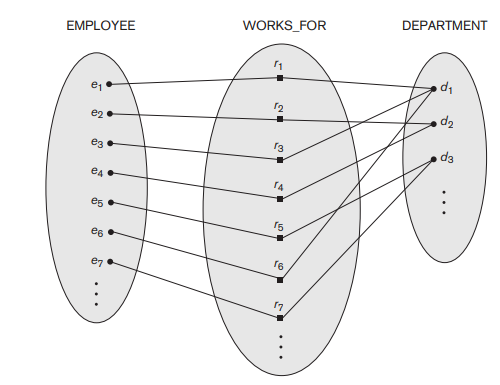 EMPLOYEE WORKS_FOR DEPARTMENT
r1
e1 d1
r2
e2 d2
e3 r3
d3
e4 r4
e5 r5
e6 r6
e7 r7